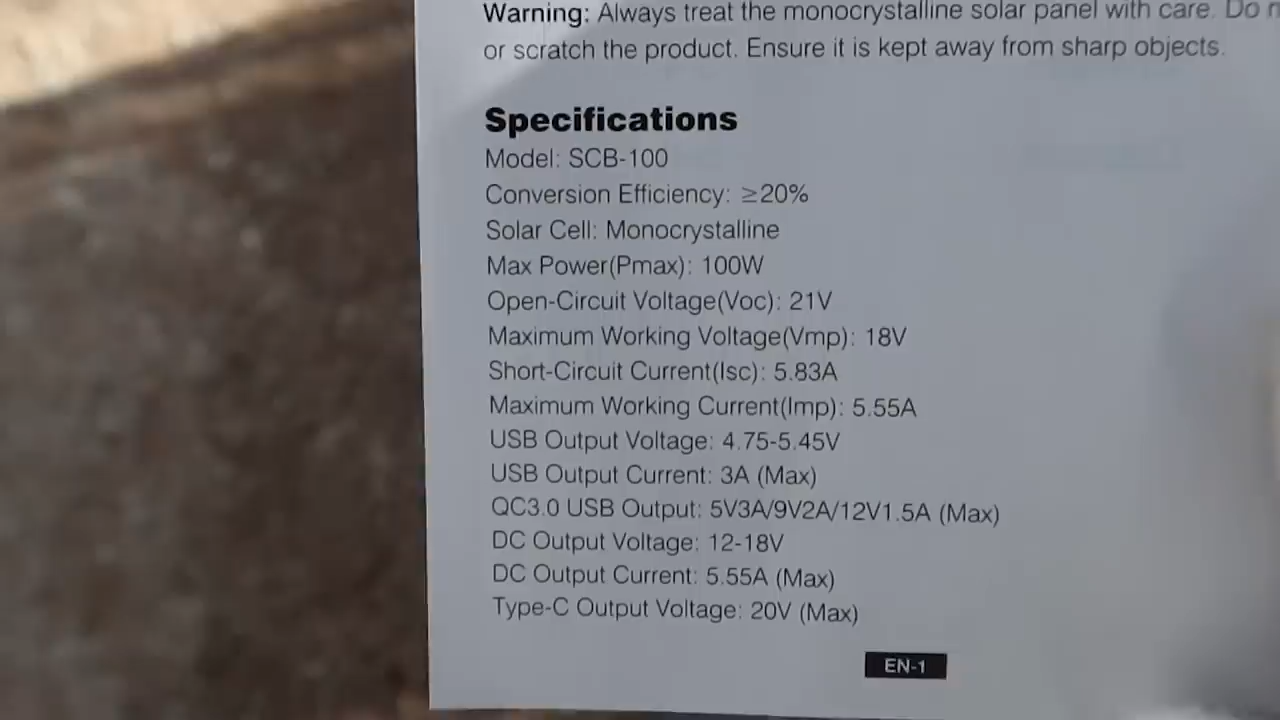 Warning: Always treat the monocrystalline solar panel with care. Do
or scratch the product. Ensure it is kept away from sharp objects.
Specifications
Model: SCB-100
Conversion Efficiency: ≥20%
Solar Cell: Monocrystalline
Max Power(Pmax): 100W
Open-Circuit Voltage(Voc): 21V
Maximum Working Voltage(Vmp): 18V
Short-Circuit Current(Isc): 5.83A
Maximum Working Current(Imp): 5.55A
USB Output Voltage: 4.75-5.45V
USB Output Current: 3A (Max)
QC3.0 USB Output: 5V3A/9V2A/12V1.5A (Max)
DC Output Voltage: 12-18V
DC Output Current: 5.55A (Max)
Type-C Output Voltage: 20V (Max)
EN-1